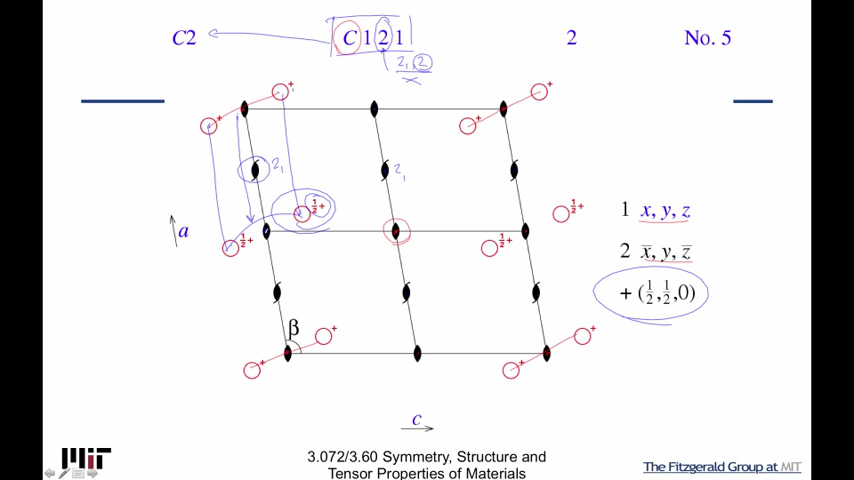 C2 C121 2 No. 5
2₁, 2
+ + +
+ +
2₁ 2₁
½+ ½+
½+ ½+
a
1 x, y, z
2 x̄, y, z̄
+ (½,½,0)
β + +
+ +
c
MIT
3.072/3.60 Symmetry, Structure and
Tensor Properties of Materials
The Fitzgerald Group at MIT